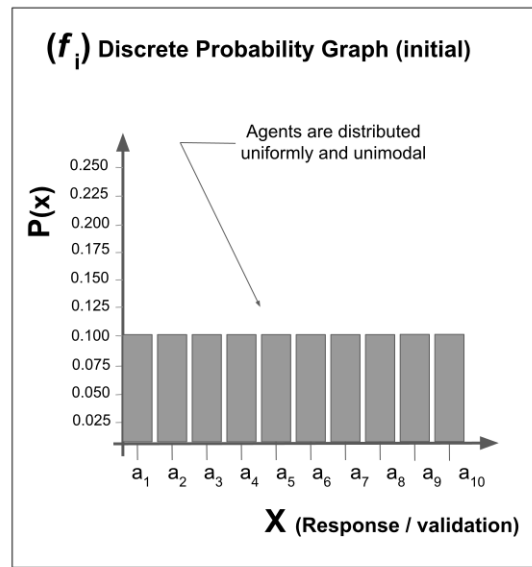 (f i) Discrete Probability Graph (initial)
Agents are distributed
uniformly and unimodal
P(x)
0.250
0.225
0.200
0.175
0.150
0.125
0.100
0.075
0.050
0.025
a1 a2 a3 a4 a5 a6 a7 a8 a9 a10
X (Response / validation)